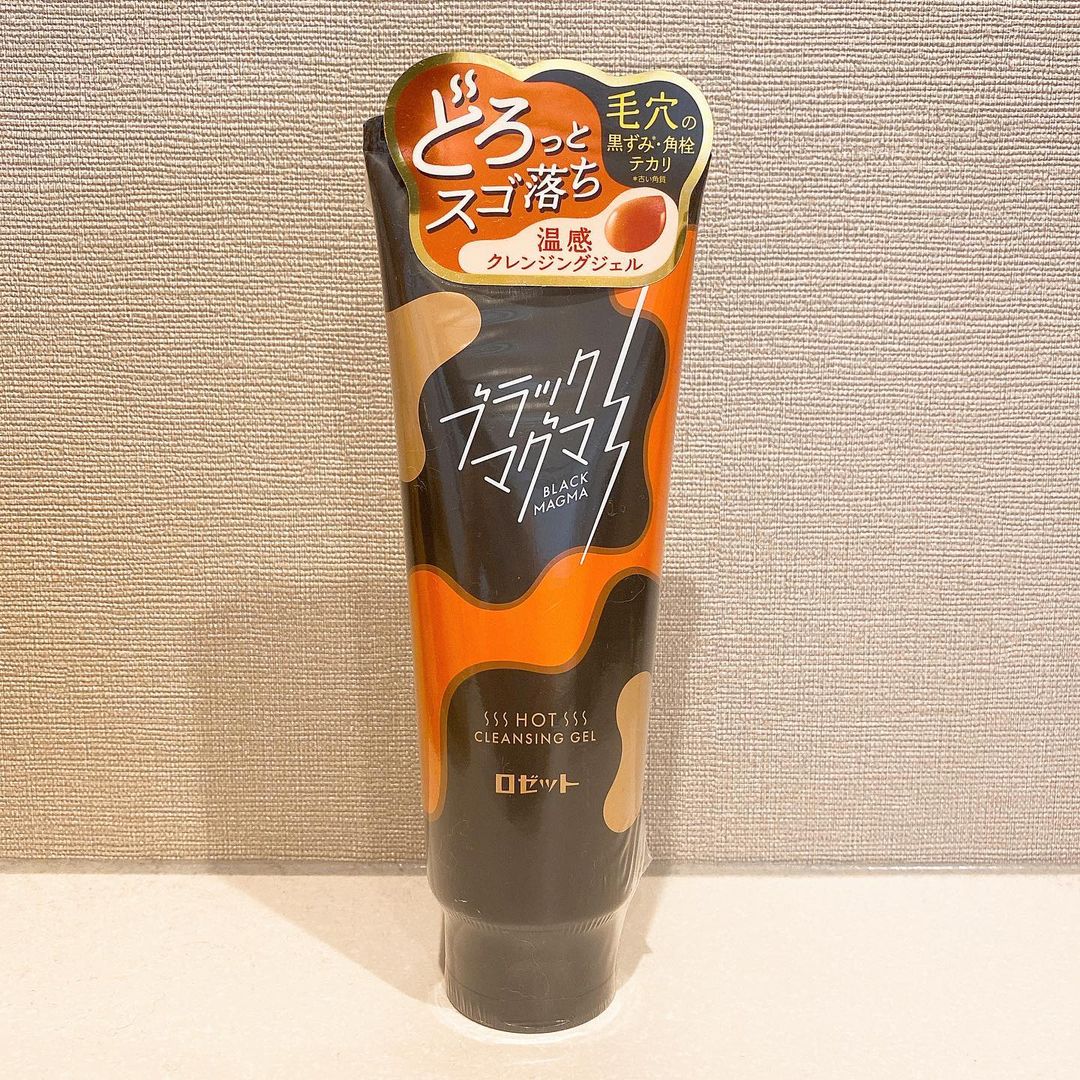 どろっと
スゴ落ち
毛穴の
黒ずみ*・角栓
テカリ
*古い角質
温感
クレンジングジェル
ブラック
マグマ
BLACK
MAGMA
HOT
CLEANSING GEL
ロゼット